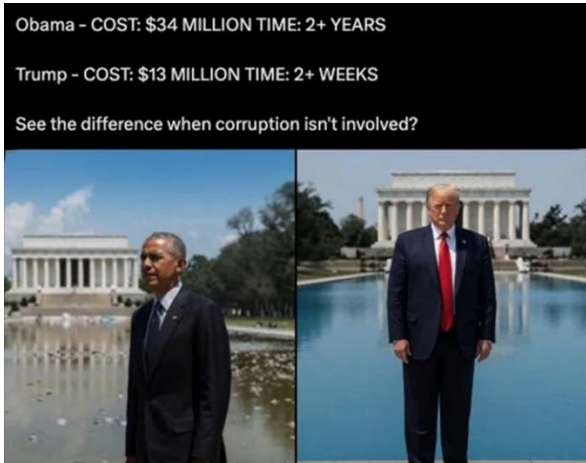 Obama – COST: $34 MILLION TIME: 2+ YEARS
Trump - COST: $13 MILLION TIME: 2+ WEEKS
See the difference when corruption isn't involved?